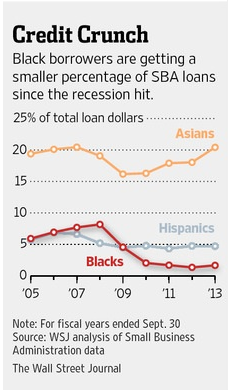 Credit Crunch
Black borrowers are getting a
smaller percentage of SBA loans
since the recession hit.
25% of total loan dollars
Asians
20
15
10
Hispanics
5
Blacks
0
'05
'07
'09
'11
'13
Note: For fiscal years ended Sept. 30
Source: WSJ analysis of Small Business
Administration data
The Wall Street Journal